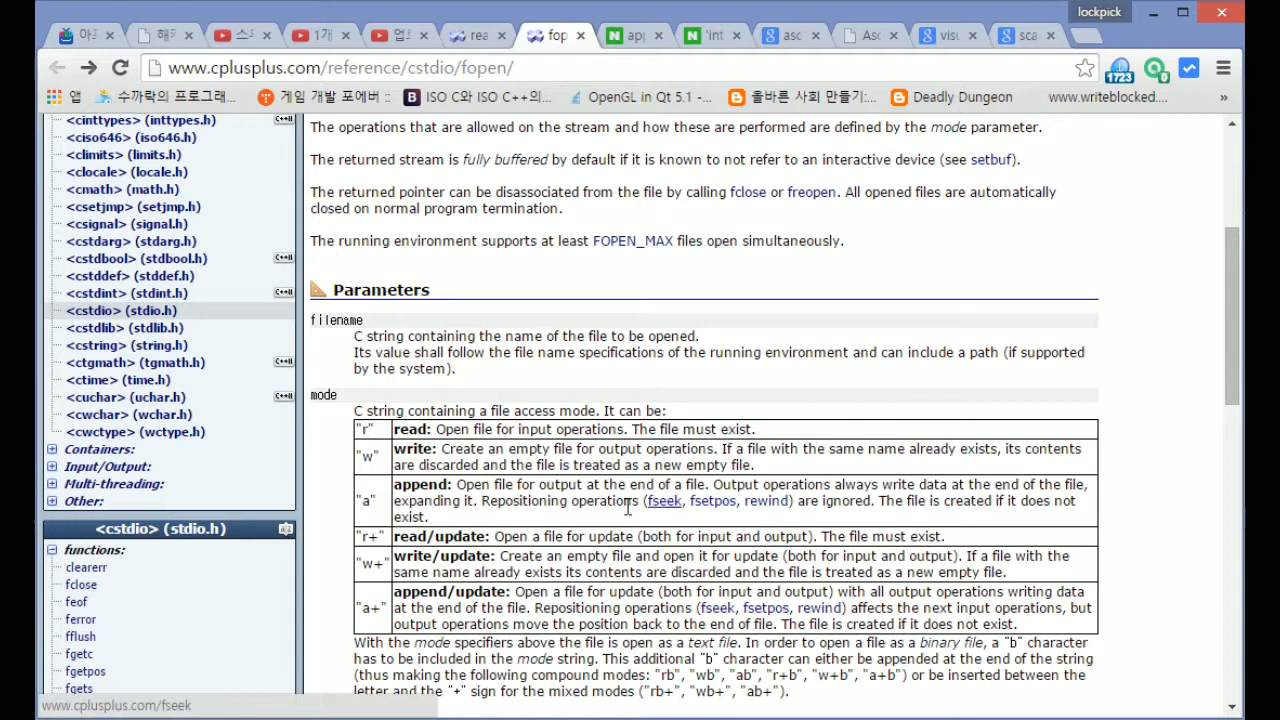 lockpick
아.
해ㅋ
스.
1개
업.
rea
fop
app
'int
asc
Asc
visu
sca
www.cplusplus.com/reference/cstdio/fopen/
1723
0
앱
수까락의 프로그래...
게임 개발 포에버 ::
ISO C와 ISO C++의...
OpenGL in Qt 5.1 -...
올바른 사회 만들기:...
Deadly Dungeon
www.writeblocked....
»
<cinttypes> (inttypes.h)
<ciso646> (iso646.h)
<climits> (limits.h)
<clocale> (locale.h)
<cmath> (math.h)
<csetjmp> (setjmp.h)
<csignal> (signal.h)
<cstdarg> (stdarg.h)
<cstdbool> (stdbool.h)
<cstddef> (stddef.h)
<cstdint> (stdint.h)
<cstdio> (stdio.h)
<cstdlib> (stdlib.h)
<cstring> (string.h)
<ctgmath> (tgmath.h)
<ctime> (time.h)
<cuchar> (uchar.h)
<cwchar> (wchar.h)
<cwctype> (wctype.h)
Containers:
Input/Output:
Multi-threading:
Other:
<cstdio> (stdio.h)
functions:
clearerr
fclose
feof
ferror
fflush
fgetc
fgetpos
fgets
www.cplusplus.com/fseek
The operations that are allowed on the stream and how these are performed are defined by the mode parameter.
The returned stream is fully buffered by default if it is known to not refer to an interactive device (see setbuf).
The returned pointer can be disassociated from the file by calling fclose or freopen. All opened files are automatically
closed on normal program termination.
The running environment supports at least FOPEN_MAX files open simultaneously.
Parameters
filename
C string containing the name of the file to be opened.
Its value shall follow the file name specifications of the running environment and can include a path (if supported
by the system).
mode
C string containing a file access mode. It can be:
"r" read: Open file for input operations. The file must exist.
"w" write: Create an empty file for output operations. If a file with the same name already exists, its contents
are discarded and the file is treated as a new empty file.
"a" append: Open file for output at the end of a file. Output operations always write data at the end of the file,
expanding it. Repositioning operations (fseek, fsetpos, rewind) are ignored. The file is created if it does not
exist.
"r+" read/update: Open a file for update (both for input and output). The file must exist.
"w+" write/update: Create an empty file and open it for update (both for input and output). If a file with the
same name already exists its contents are discarded and the file is treated as a new empty file.
"a+" append/update: Open a file for update (both for input and output) with all output operations writing data
at the end of the file. Repositioning operations (fseek, fsetpos, rewind) affects the next input operations, but
output operations move the position back to the end of file. The file is created if it does not exist.
With the mode specifiers above the file is open as a text file. In order to open a file as a binary file, a "b" character
has to be included in the mode string. This additional "b" character can either be appended at the end of the string
(thus making the following compound modes: "rb", "wb", "ab", "r+b", "w+b", "a+b") or be inserted between the
letter and the "+" sign for the mixed modes ("rb+", "wb+", "ab+").